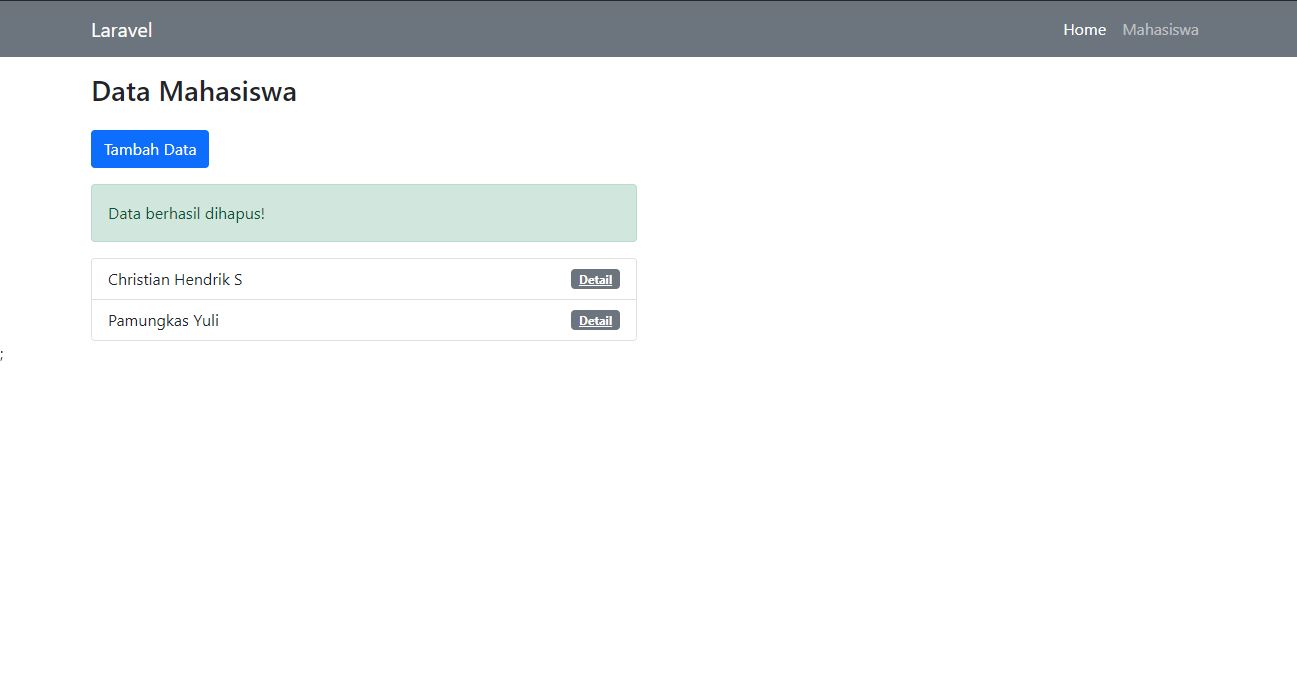 Laravel Home Mahasiswa
Data Mahasiswa
Tambah Data
Data berhasil dihapus!
Christian Hendrik S Detail
Pamungkas Yuli Detail
;